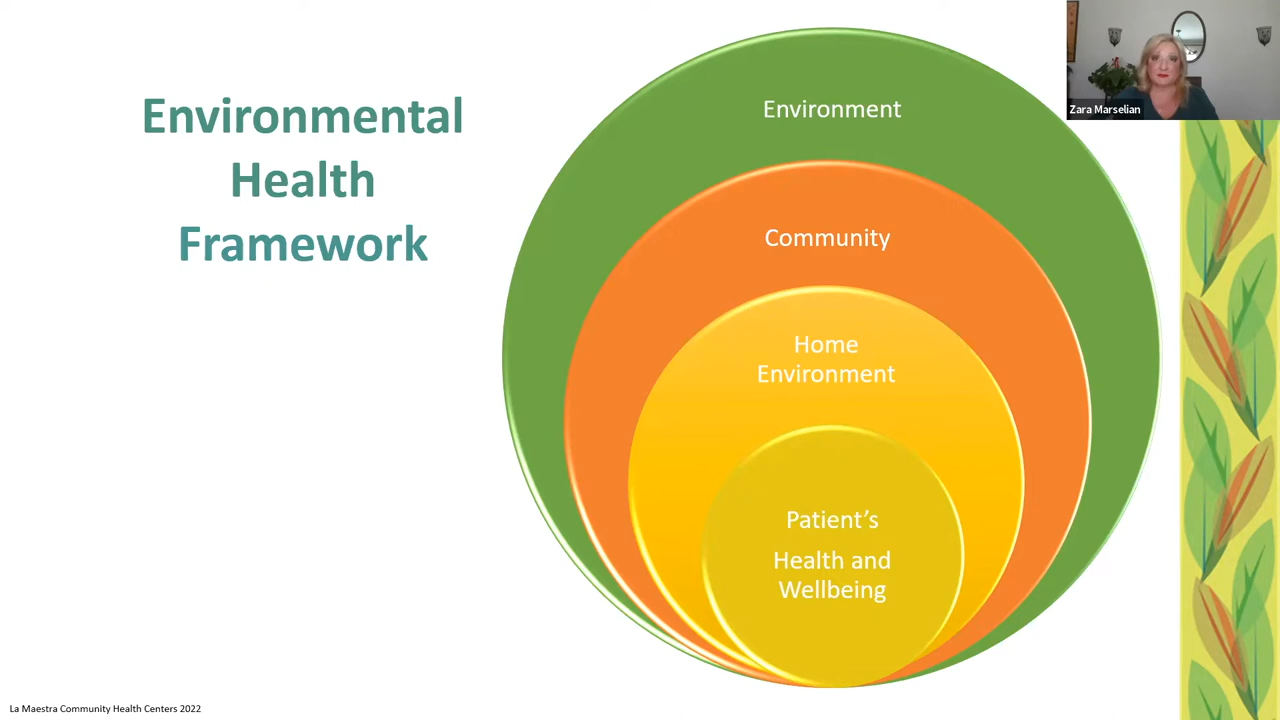 Environmental
Health
Framework
Environment
Community
Home
Environment
Patient’s
Health and
Wellbeing
Zara Marselian
La Maestra Community Health Centers 2022